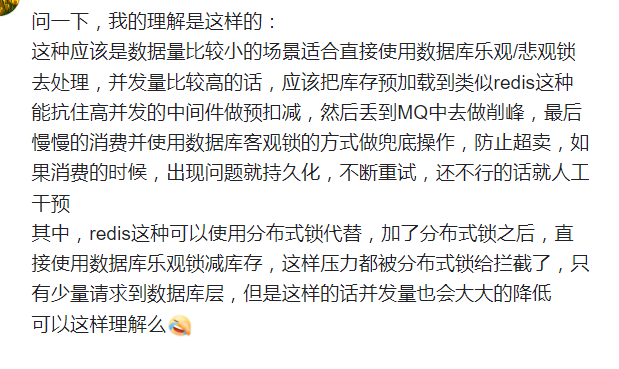 问一下，我的理解是这样的：
这种应该是数据量比较小的场景适合直接使用数据库乐观/悲观锁
去处理，并发量比较高的话，应该把库存预加载到类似redis这种
能抗住高并发的中间件做预扣减，然后丢到MQ中去做削峰，最后
慢慢的消费并使用数据库客观锁的方式做兜底操作，防止超卖，如
果消费的时候，出现问题就持久化，不断重试，还不行的话就人工
干预
其中，redis这种可以使用分布式锁代替，加了分布式锁之后，直
接使用数据库乐观锁减库存，这样压力都被分布式锁给拦截了，只
有少量请求到数据库层，但是这样的话并发量也会大大的降低
可以这样理解么🤣